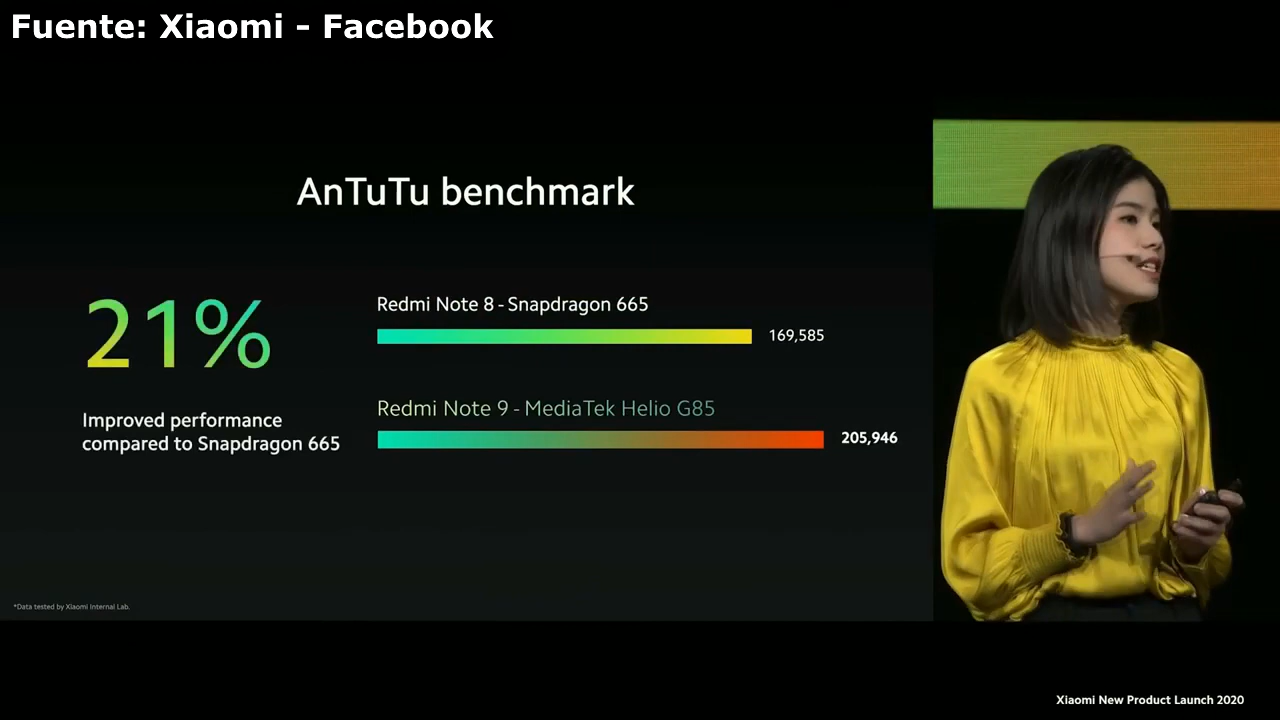 Fuente: Xiaomi - Facebook
AnTuTu benchmark
21%
Improved performance
compared to Snapdragon 665
Redmi Note 8 - Snapdragon 665
169,585
Redmi Note 9 - MediaTek Helio G85
205,946
*Data tested by Xiaomi Internal Lab.
Xiaomi New Product Launch 2020